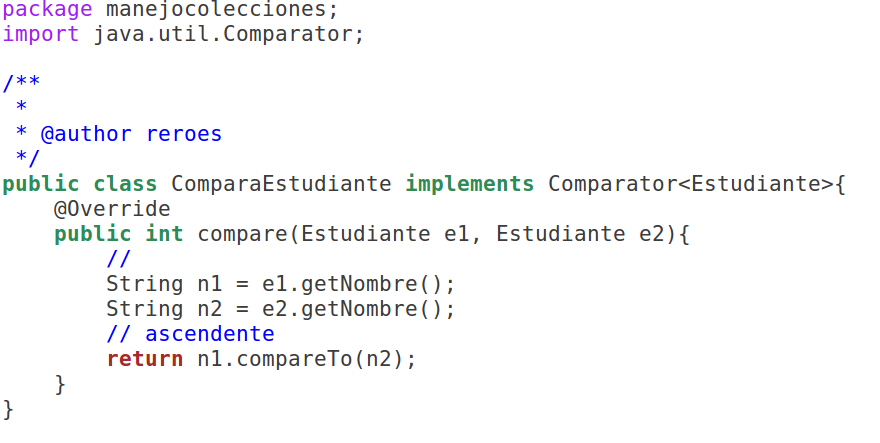 package manejocolecciones;
import java.util.Comparator;

/**
 *
 * @author reroes
 */
public class ComparaEstudiante implements Comparator<Estudiante>{
    @Override
    public int compare(Estudiante e1, Estudiante e2){
        //
        String n1 = e1.getNombre();
        String n2 = e2.getNombre();
        // ascendente
        return n1.compareTo(n2);
    }
}